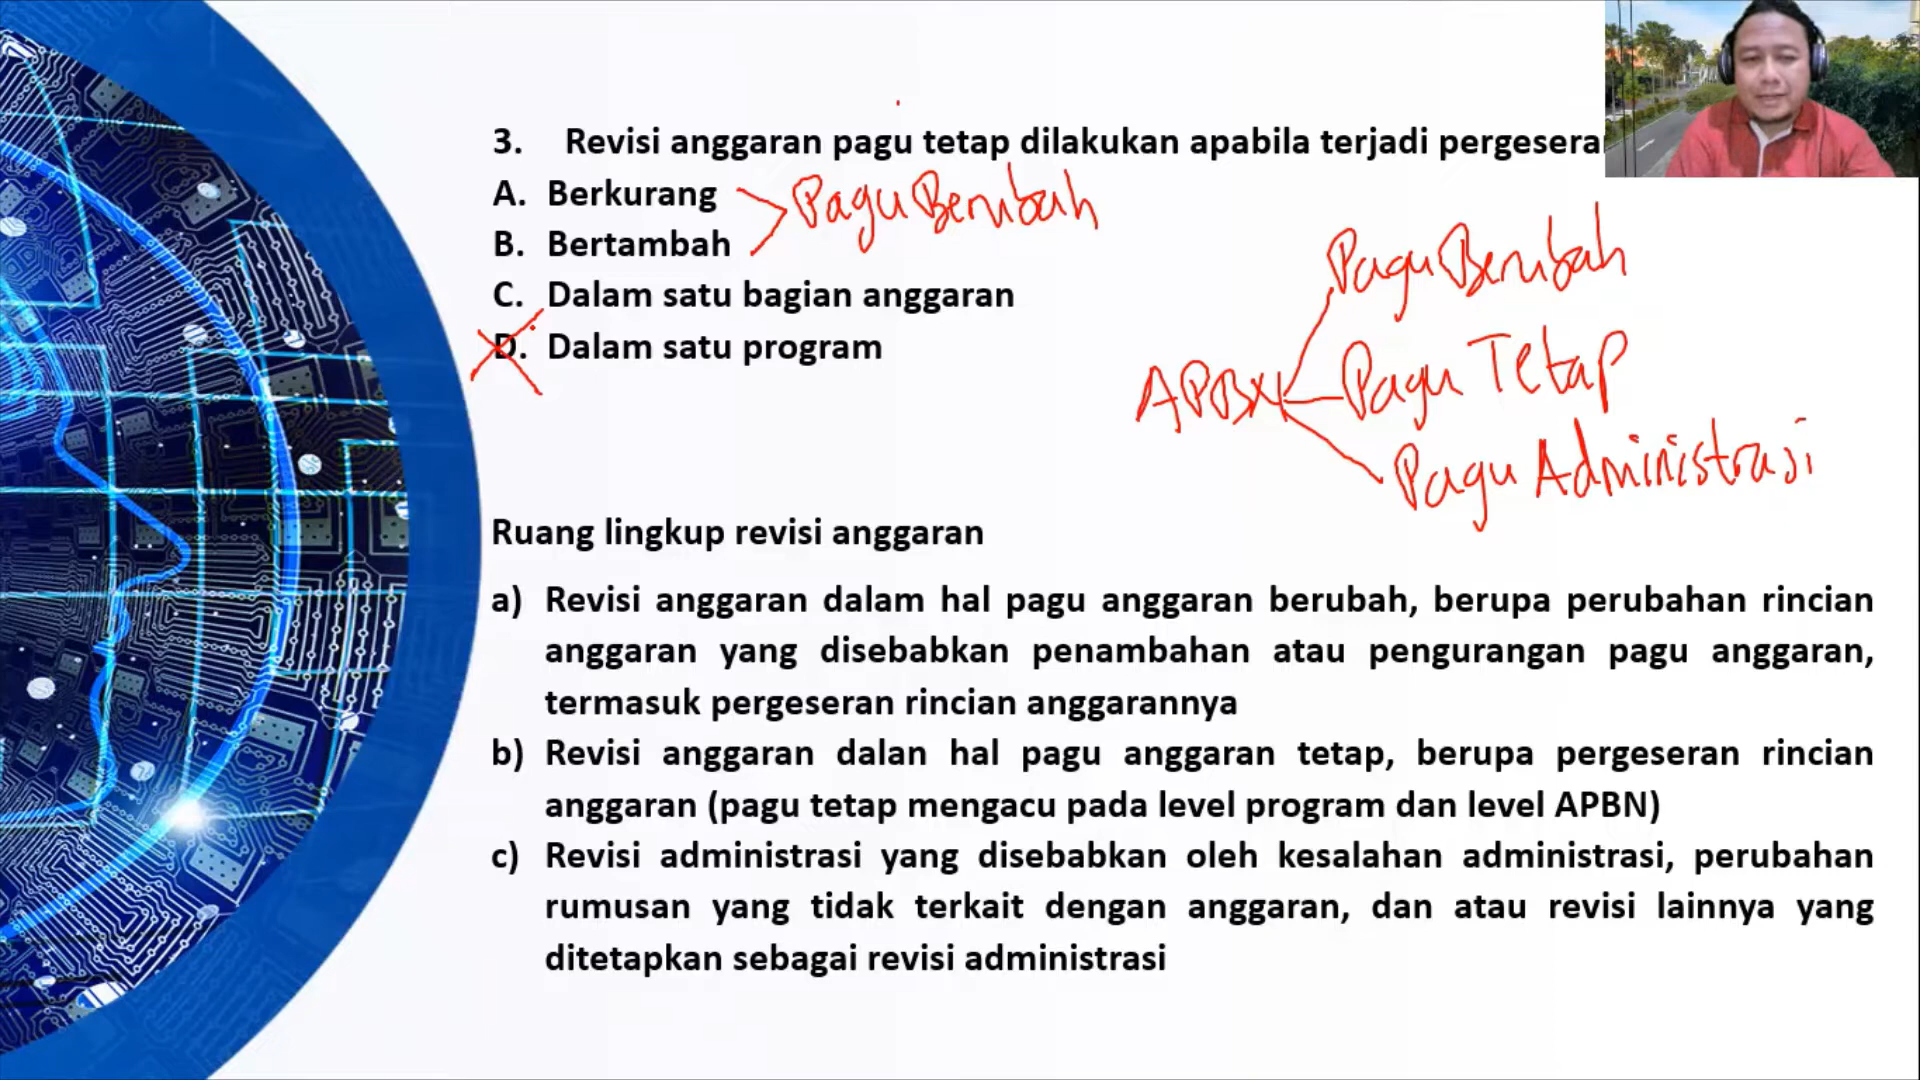 3. Revisi anggaran pagu tetap dilakukan apabila terjadi pergesera
A. Berkurang
Pagu Berubah
B. Bertambah
Pagu Berubah
C. Dalam satu bagian anggaran
D. Dalam satu program
APBN
Pagu Tetap
Pagu Administrasi
Ruang lingkup revisi anggaran
a) Revisi anggaran dalam hal pagu anggaran berubah, berupa perubahan rincian
anggaran yang disebabkan penambahan atau pengurangan pagu anggaran,
termasuk pergeseran rincian anggarannya
b) Revisi anggaran dalan hal pagu anggaran tetap, berupa pergeseran rincian
anggaran (pagu tetap mengacu pada level program dan level APBN)
c) Revisi administrasi yang disebabkan oleh kesalahan administrasi, perubahan
rumusan yang tidak terkait dengan anggaran, dan atau revisi lainnya yang
ditetapkan sebagai revisi administrasi